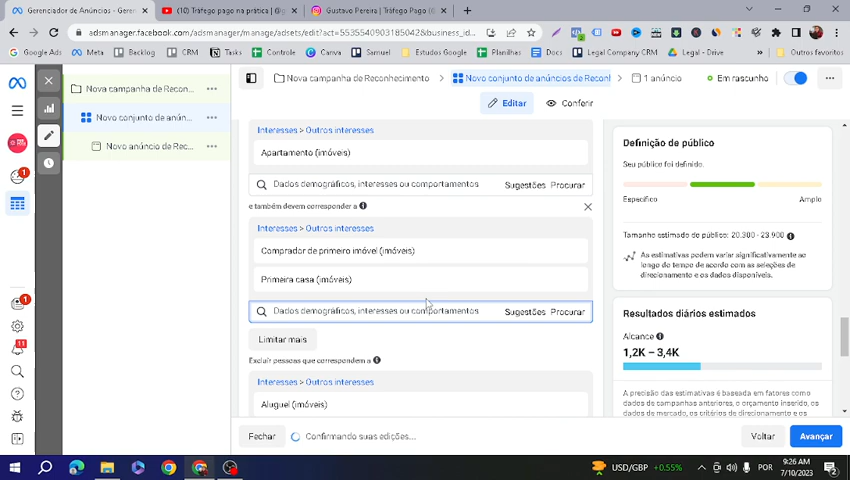 Gerenciador de Anúncios - Geren
(10) Tráfego pago na prática | @g
Gustavo Pereira | Tráfego Pago (
adsmanager.facebook.com/adsmanager/manage/adsets/edit?act=553554090318504&business_id...
Google Ads
Meta
Backlog
CRM
Tasks
Controle
Canva
Samuel
Estudos Google
Planilhas
Docs
Legal Company CRM
Legal - Drive
Outros favoritos
Nova campanha de Recon...
Novo conjunto de anún...
Novo anúncio de Rec...
Nova campanha de Reconhecimento
Novo conjunto de anúncios de Reconl
1 anúncio
Em rascunho
Editar
Conferir
Interesses > Outros interesses
Apartamento (imóveis)
Dados demográficos, interesses ou comportamentos
Sugestões
Procurar
e também devem corresponder a
Interesses > Outros interesses
Comprador de primeiro imóvel (imóveis)
Primeira casa (imóveis)
Dados demográficos, interesses ou comportamentos
Sugestões
Procurar
Limitar mais
Excluir pessoas que correspondem a
Interesses > Outros interesses
Aluguel (imóveis)
Fechar
Confirmando suas edições...
Voltar
Avançar
Definição de público
Seu público foi definido.
Específico
Amplo
Tamanho estimado do público: 20.300 - 23.900
As estimativas podem variar significativamente ao
longo do tempo de acordo com as seleções de
direcionamento e os dados disponíveis.
Resultados diários estimados
Alcance
1,2K – 3,4K
A precisão das estimativas é baseada em fatores como
dados de campanhas anteriores, o orçamento inserido, os
dados de mercado, os critérios de direcionamento e os
1
1
11
USD/GBP
+0.55%
POR
9:26 AM
7/10/2023
2